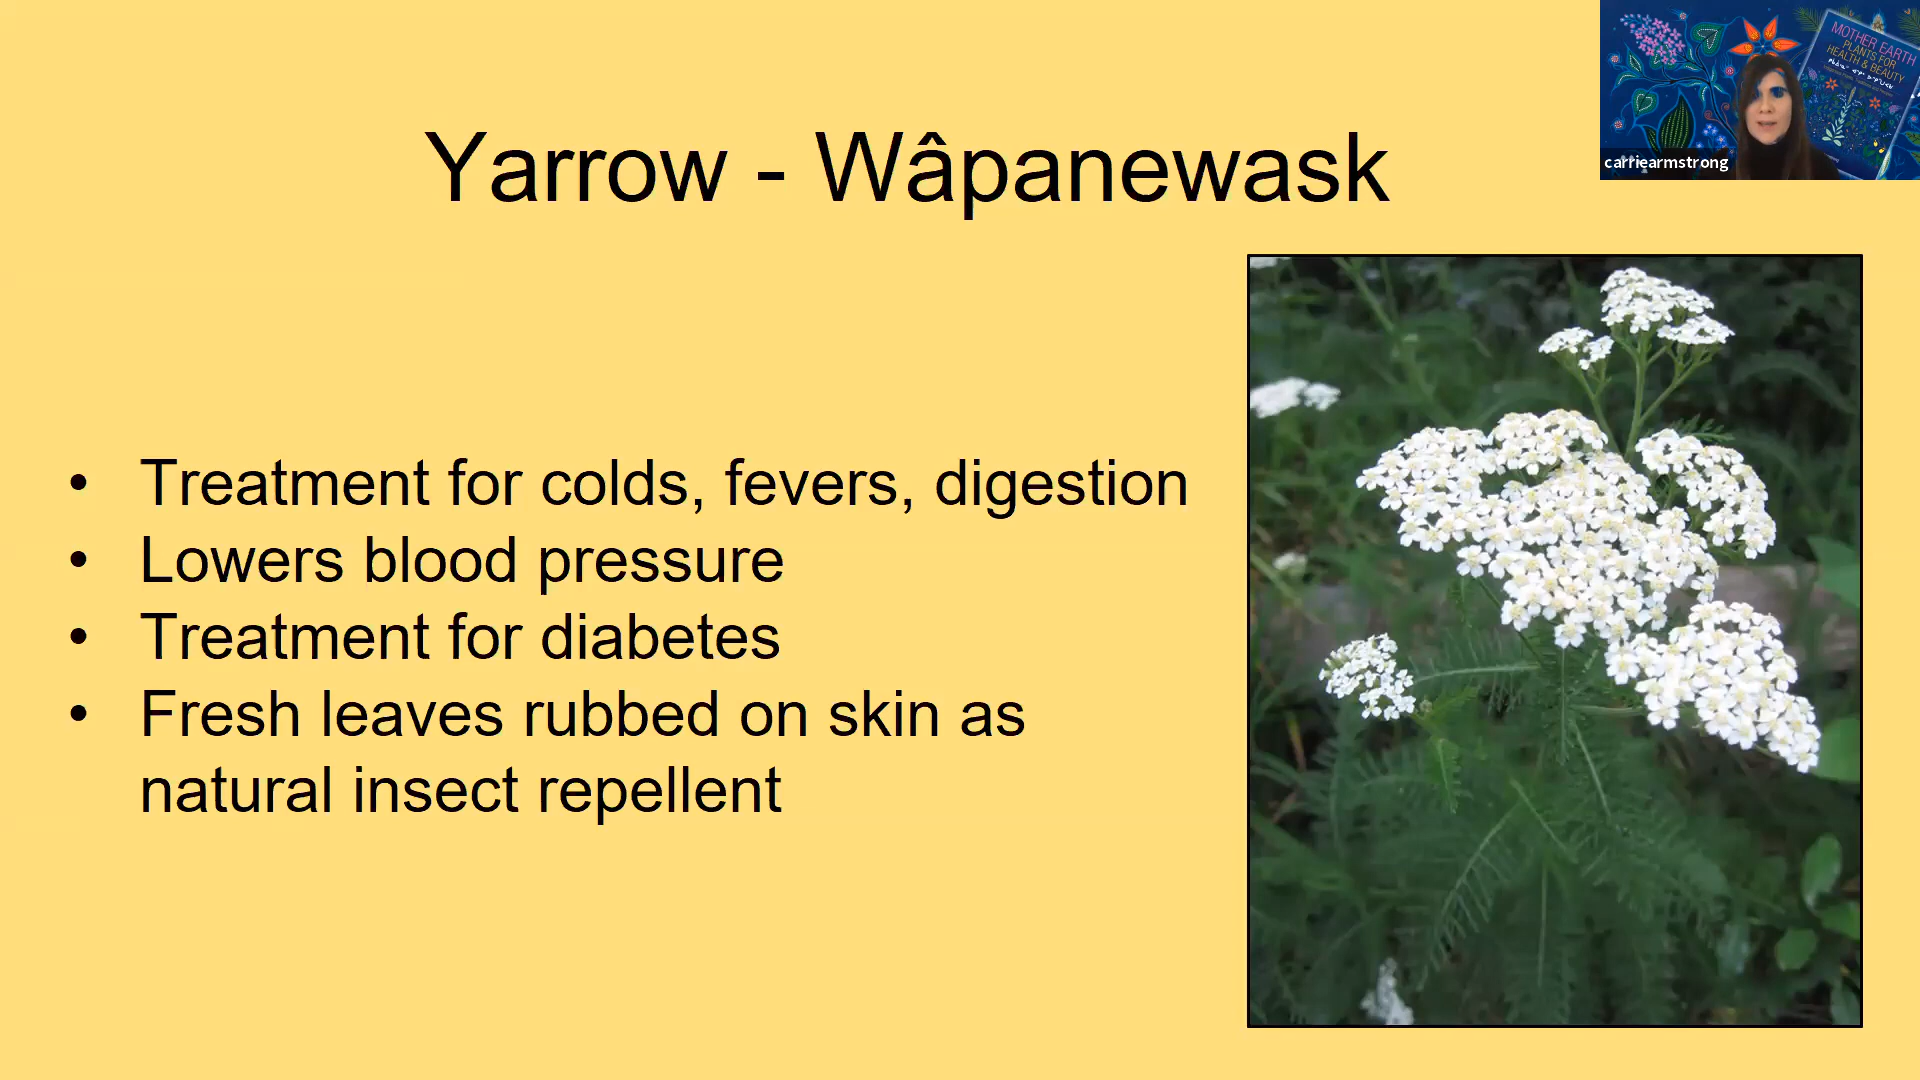 Yarrow - Wâpanewask
• Treatment for colds, fevers, digestion
• Lowers blood pressure
• Treatment for diabetes
• Fresh leaves rubbed on skin as
natural insect repellent
MOTHER EARTH
PLANTS FOR
HEALTH & BEAUTY
carriearmstrong